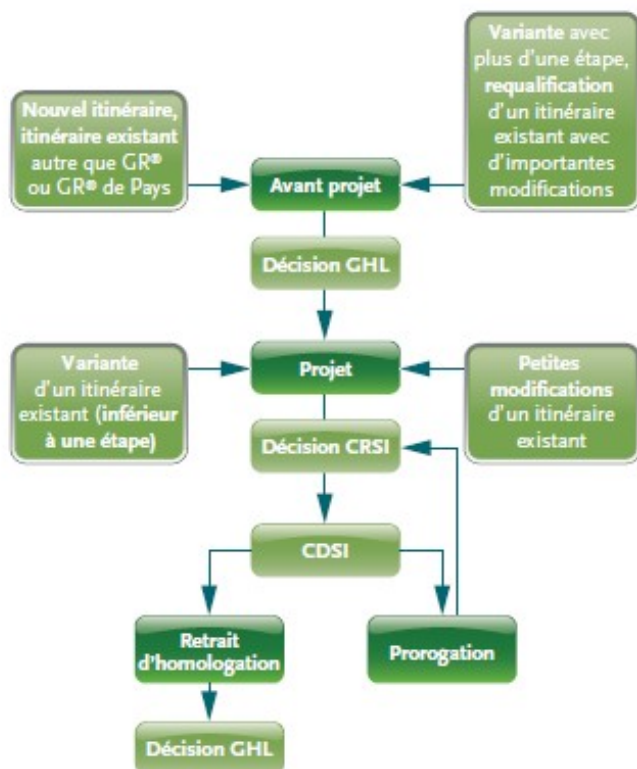 Nouvel itinéraire,
itinéraire existant
autre que GR®
ou GR® de Pays
Variante avec
plus d'une étape,
requalification
d'un itinéraire
existant avec
d'importantes
modifications
Avant projet
Décision GHL
Variante
d'un itinéraire
existant (inférieur
à une étape)
Projet
Petites
modifications
d'un itinéraire
existant
Décision CRSI
CDSI
Retrait
d'homologation
Prorogation
Décision GHL